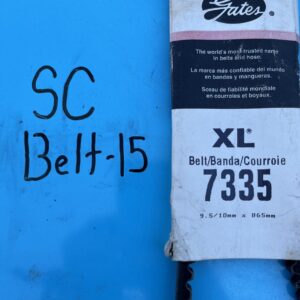 SC
Belt-15
Gates
The world's most trusted name
in belts and hose.
La marca más confiable del mundo
en bandas y mangueras.
Sceau de fiabilité mondiale
en courroies et boyaux.
XL®
Belt/Banda/Courroie
7335
9.5/10mm x 865mm